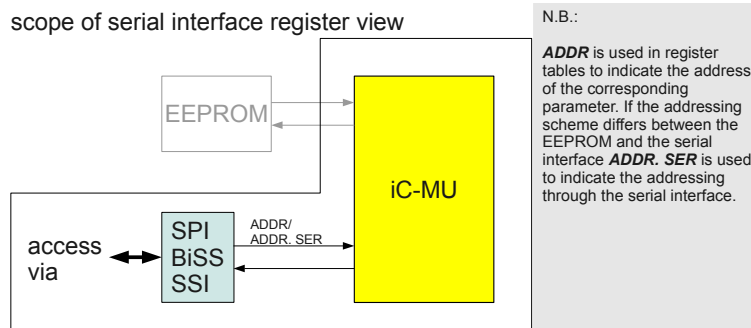 scope of serial interface register view
EEPROM
iC-MU
SPI
BiSS
SSI
ADDR/
ADDR. SER
access
via
N.B.:
ADDR is used in register
tables to indicate the address
of the corresponding
parameter. If the addressing
scheme differs between the
EEPROM and the serial
interface ADDR. SER is used
to indicate the addressing
through the serial interface.